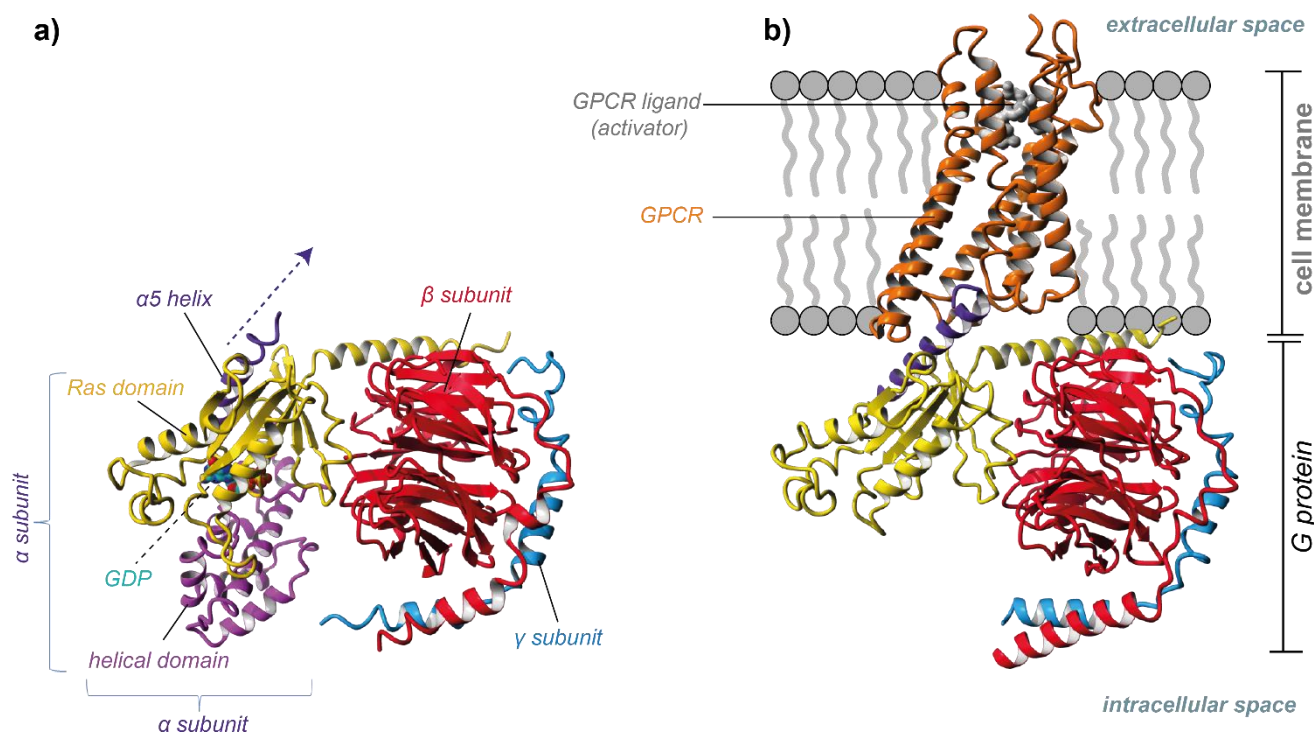 a)
α5 helix
β subunit
Ras domain
α subunit
GDP
γ subunit
helical domain
α subunit
b)
extracellular space
GPCR ligand
(activator)
GPCR
cell membrane
G protein
intracellular space